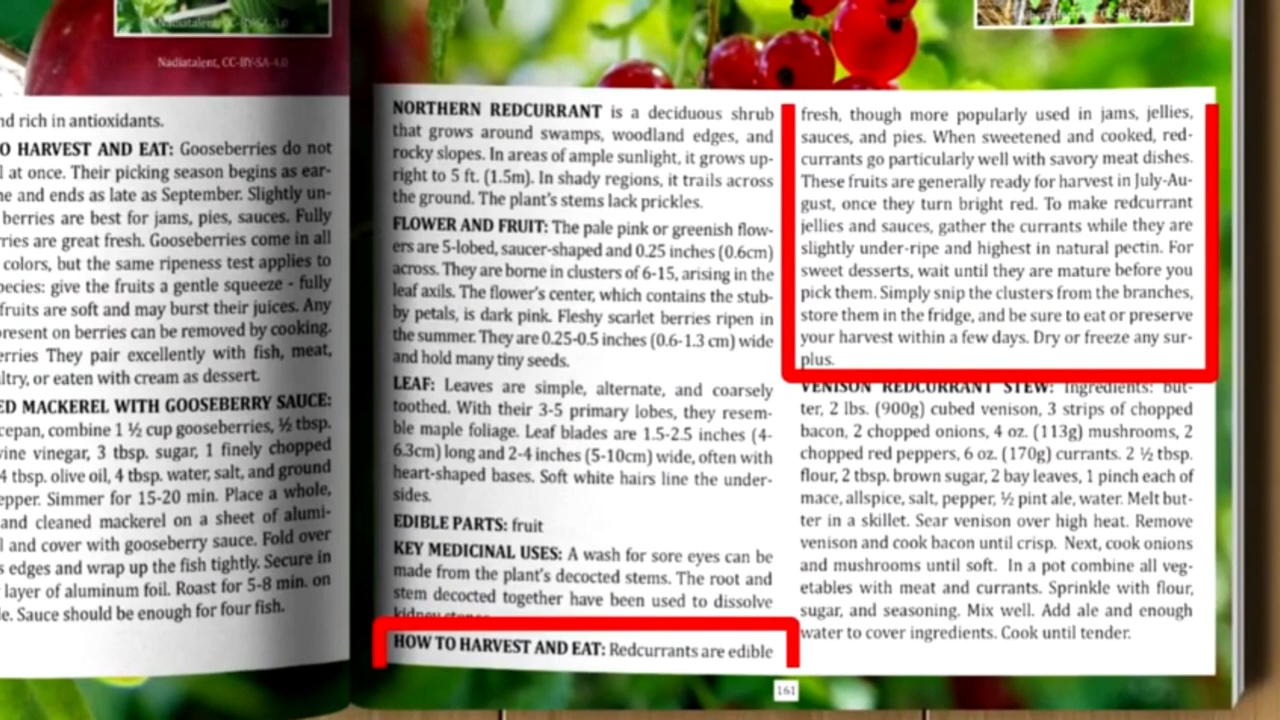 Nadiatalent, CC-BY-SA-4.0
nd rich in antioxidants.
O HARVEST AND EAT: Gooseberries do not
l at once. Their picking season begins as ear-
ne and ends as late as September. Slightly un-
berries are best for jams, pies, sauces. Fully
ries are great fresh. Gooseberries come in all
colors, but the same ripeness test applies to
pecies: give the fruits a gentle squeeze - fully
fruits are soft and may burst their juices. Any
present on berries can be removed by cooking.
erries They pair excellently with fish, meat,
ltry, or eaten with cream as dessert.
ED MACKEREL WITH GOOSEBERRY SAUCE:
cepan, combine 1 ½ cup gooseberries, ½ tbsp.
vine vinegar, 3 tbsp. sugar, 1 finely chopped
4 tbsp. olive oil, 4 tbsp. water, salt, and ground
epper. Simmer for 15-20 min. Place a whole,
and cleaned mackerel on a sheet of alumi-
l and cover with gooseberry sauce. Fold over
s edges and wrap up the fish tightly. Secure in
layer of aluminum foil. Roast for 5-8 min. on
le. Sauce should be enough for four fish.
NORTHERN REDCURRANT is a deciduous shrub
that grows around swamps, woodland edges, and
rocky slopes. In areas of ample sunlight, it grows up-
right to 5 ft. (1.5m). In shady regions, it trails across
the ground. The plant's stems lack prickles.
FLOWER AND FRUIT: The pale pink or greenish flow-
ers are 5-lobed, saucer-shaped and 0.25 inches (0.6cm)
across. They are borne in clusters of 6-15, arising in the
leaf axils. The flower's center, which contains the stub-
by petals, is dark pink. Fleshy scarlet berries ripen in
the summer. They are 0.25-0.5 inches (0.6-1.3 cm) wide
and hold many tiny seeds.
LEAF: Leaves are simple, alternate, and coarsely
toothed. With their 3-5 primary lobes, they resem-
ble maple foliage. Leaf blades are 1.5-2.5 inches (4-
6.3cm) long and 2-4 inches (5-10cm) wide, often with
heart-shaped bases. Soft white hairs line the under-
sides.
EDIBLE PARTS: fruit
KEY MEDICINAL USES: A wash for sore eyes can be
made from the plant's decocted stems. The root and
stem decocted together have been used to dissolve
kidney stones.
HOW TO HARVEST AND EAT: Redcurrants are edible
fresh, though more popularly used in jams, jellies,
sauces, and pies. When sweetened and cooked, red-
currants go particularly well with savory meat dishes.
These fruits are generally ready for harvest in July-Au-
gust, once they turn bright red. To make redcurrant
jellies and sauces, gather the currants while they are
slightly under-ripe and highest in natural pectin. For
sweet desserts, wait until they are mature before you
pick them. Simply snip the clusters from the branches,
store them in the fridge, and be sure to eat or preserve
your harvest within a few days. Dry or freeze any sur-
plus.
VENISON REDCURRANT STEW: Ingredients: but-
ter, 2 lbs. (900g) cubed venison, 3 strips of chopped
bacon, 2 chopped onions, 4 oz. (113g) mushrooms, 2
chopped red peppers, 6 oz. (170g) currants. 2 ½ tbsp.
flour, 2 tbsp. brown sugar, 2 bay leaves, 1 pinch each of
mace, allspice, salt, pepper, ½ pint ale, water. Melt but-
ter in a skillet. Sear venison over high heat. Remove
venison and cook bacon until crisp. Next, cook onions
and mushrooms until soft. In a pot combine all veg-
etables with meat and currants. Sprinkle with flour,
sugar, and seasoning. Mix well. Add ale and enough
water to cover ingredients. Cook until tender.
161